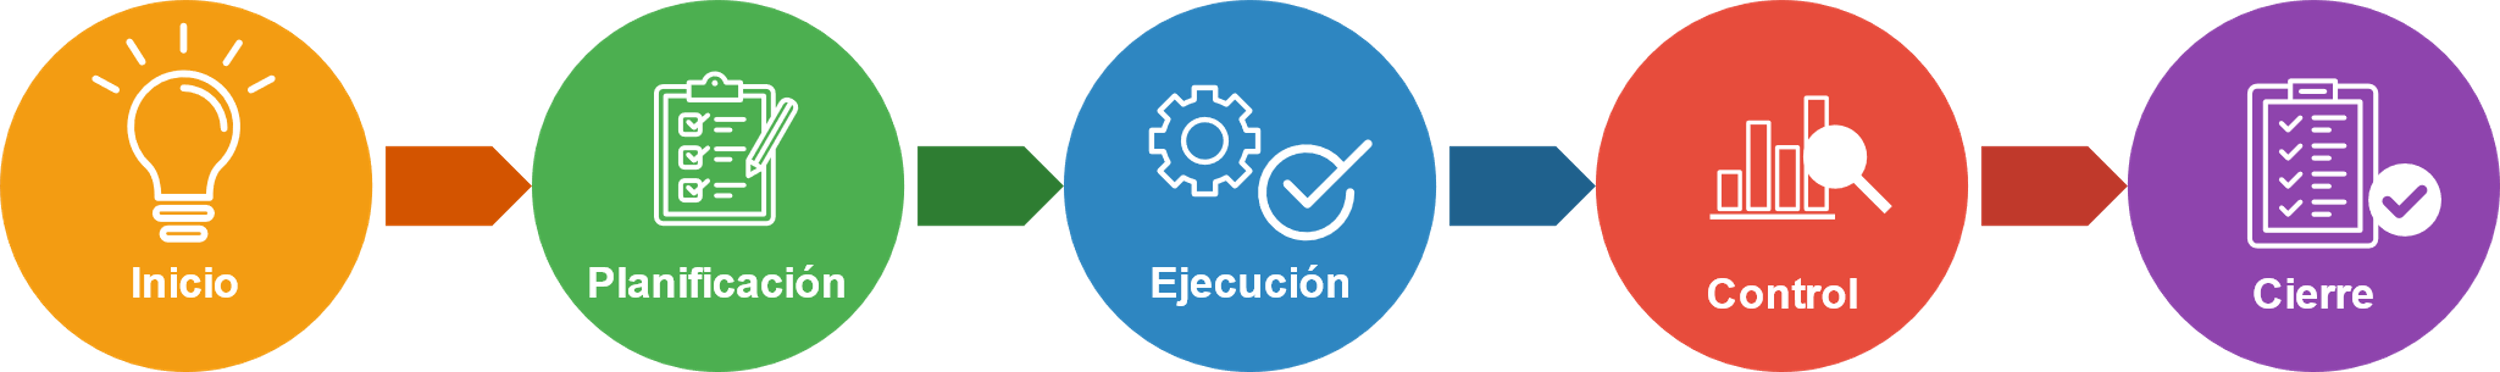 Inicio
Planificación
Ejecución
Control
Cierre